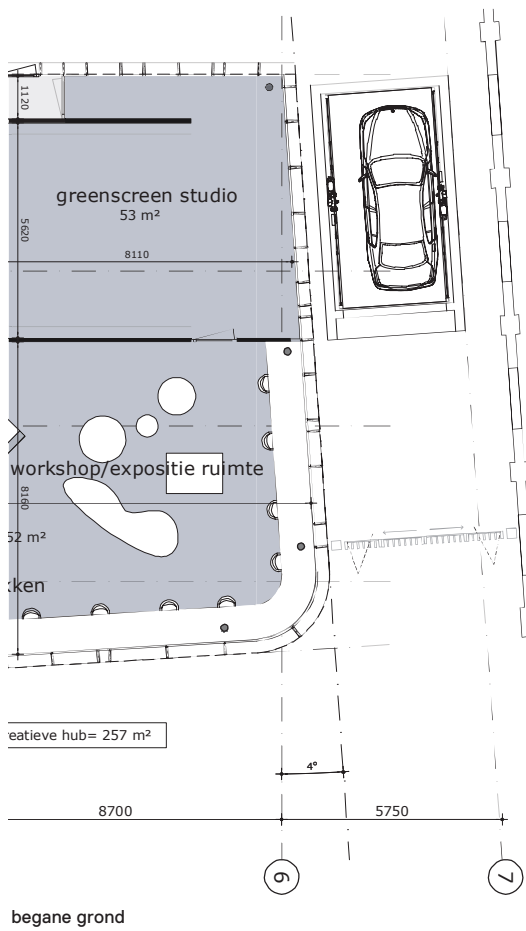 1120
greenscreen studio
53 m²
5620
8110
workshop/expositie ruimte
8160
52 m²
kken
reatieve hub= 257 m²
4°
8700
5750
6
7
begane grond